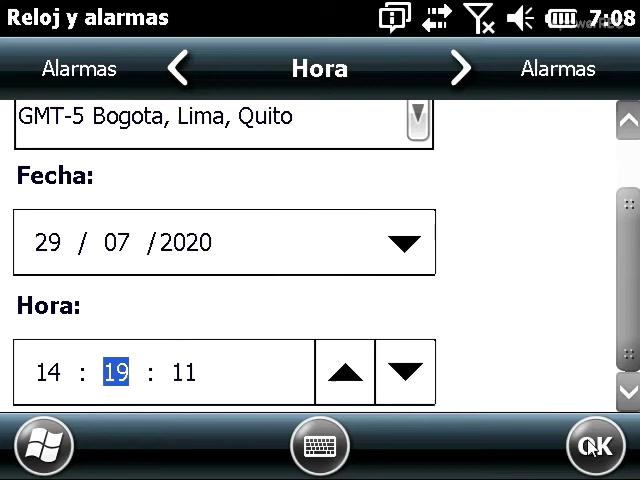 Reloj y alarmas
7:08
Alarmas
Hora
Alarmas
GMT-5 Bogota, Lima, Quito
Fecha:
29 / 07 /2020
Hora:
14 : 19 : 11
OK